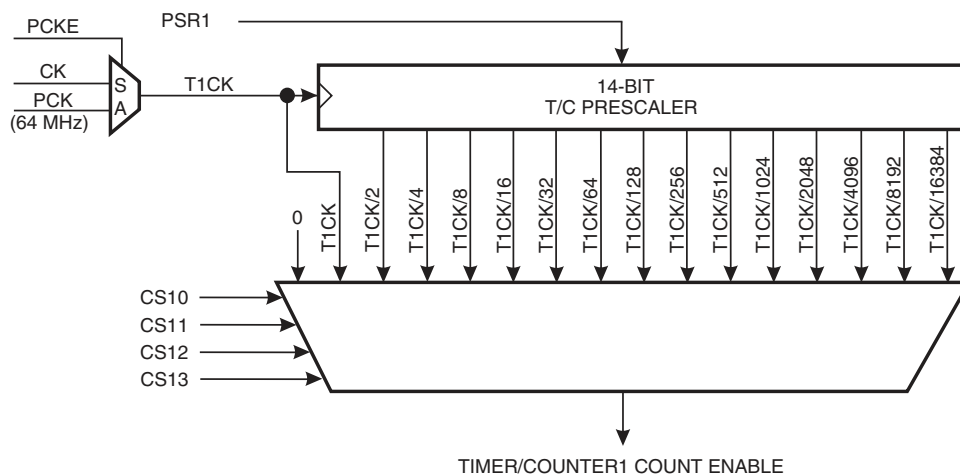 PSR1
PCKE
CK
PCK
(64 MHz)
S
A
T1CK
14-BIT
T/C PRESCALER
0
T1CK
T1CK/2
T1CK/4
T1CK/8
T1CK/16
T1CK/32
T1CK/64
T1CK/128
T1CK/256
T1CK/512
T1CK/1024
T1CK/2048
T1CK/4096
T1CK/8192
T1CK/16384
CS10
CS11
CS12
CS13
TIMER/COUNTER1 COUNT ENABLE